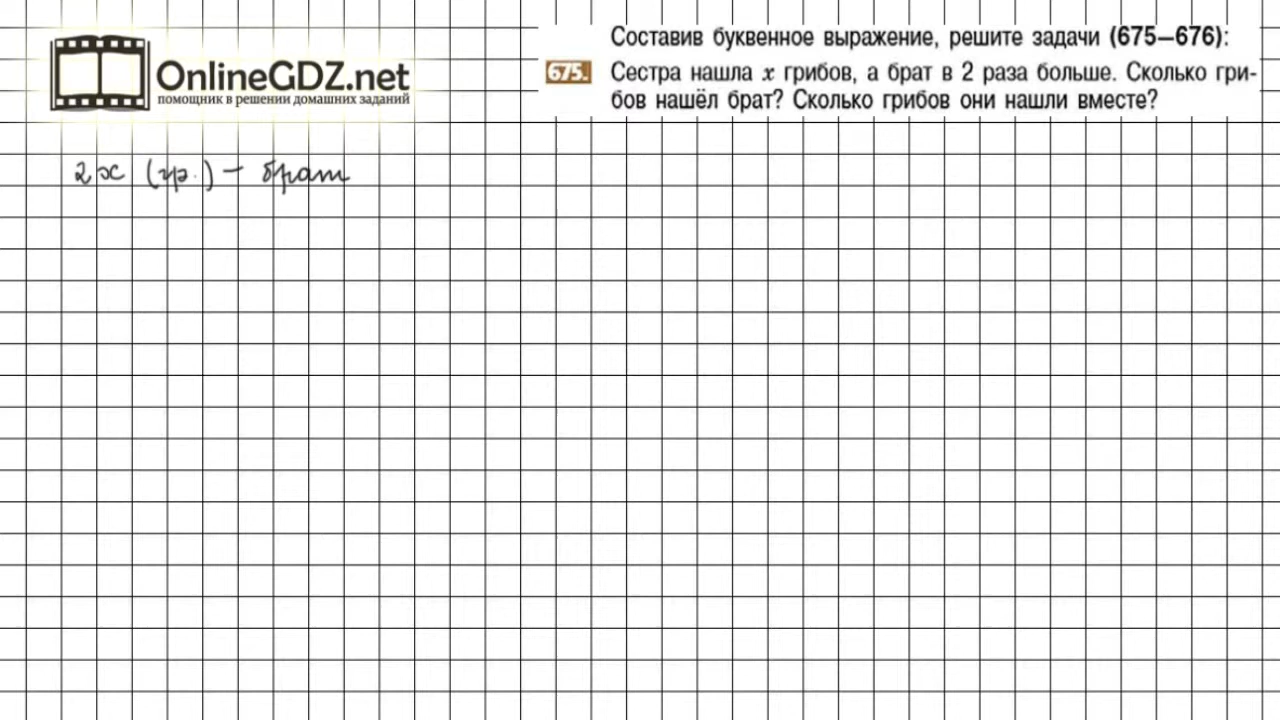 OnlineGDZ.net
помощник в решении домашних заданий
Составив буквенное выражение, решите задачи (675–676):
675. Сестра нашла x грибов, а брат в 2 раза больше. Сколько гри-
бов нашёл брат? Сколько грибов они нашли вместе?
2x (гр.) – брат